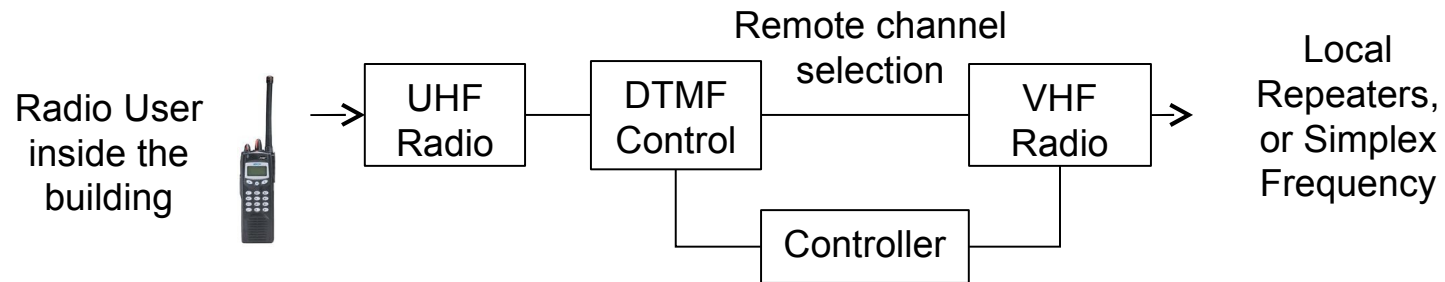 Radio User
inside the
building
UHF
Radio
DTMF
Control
Remote channel
selection
VHF
Radio
Controller
Local
Repeaters,
or Simplex
Frequency